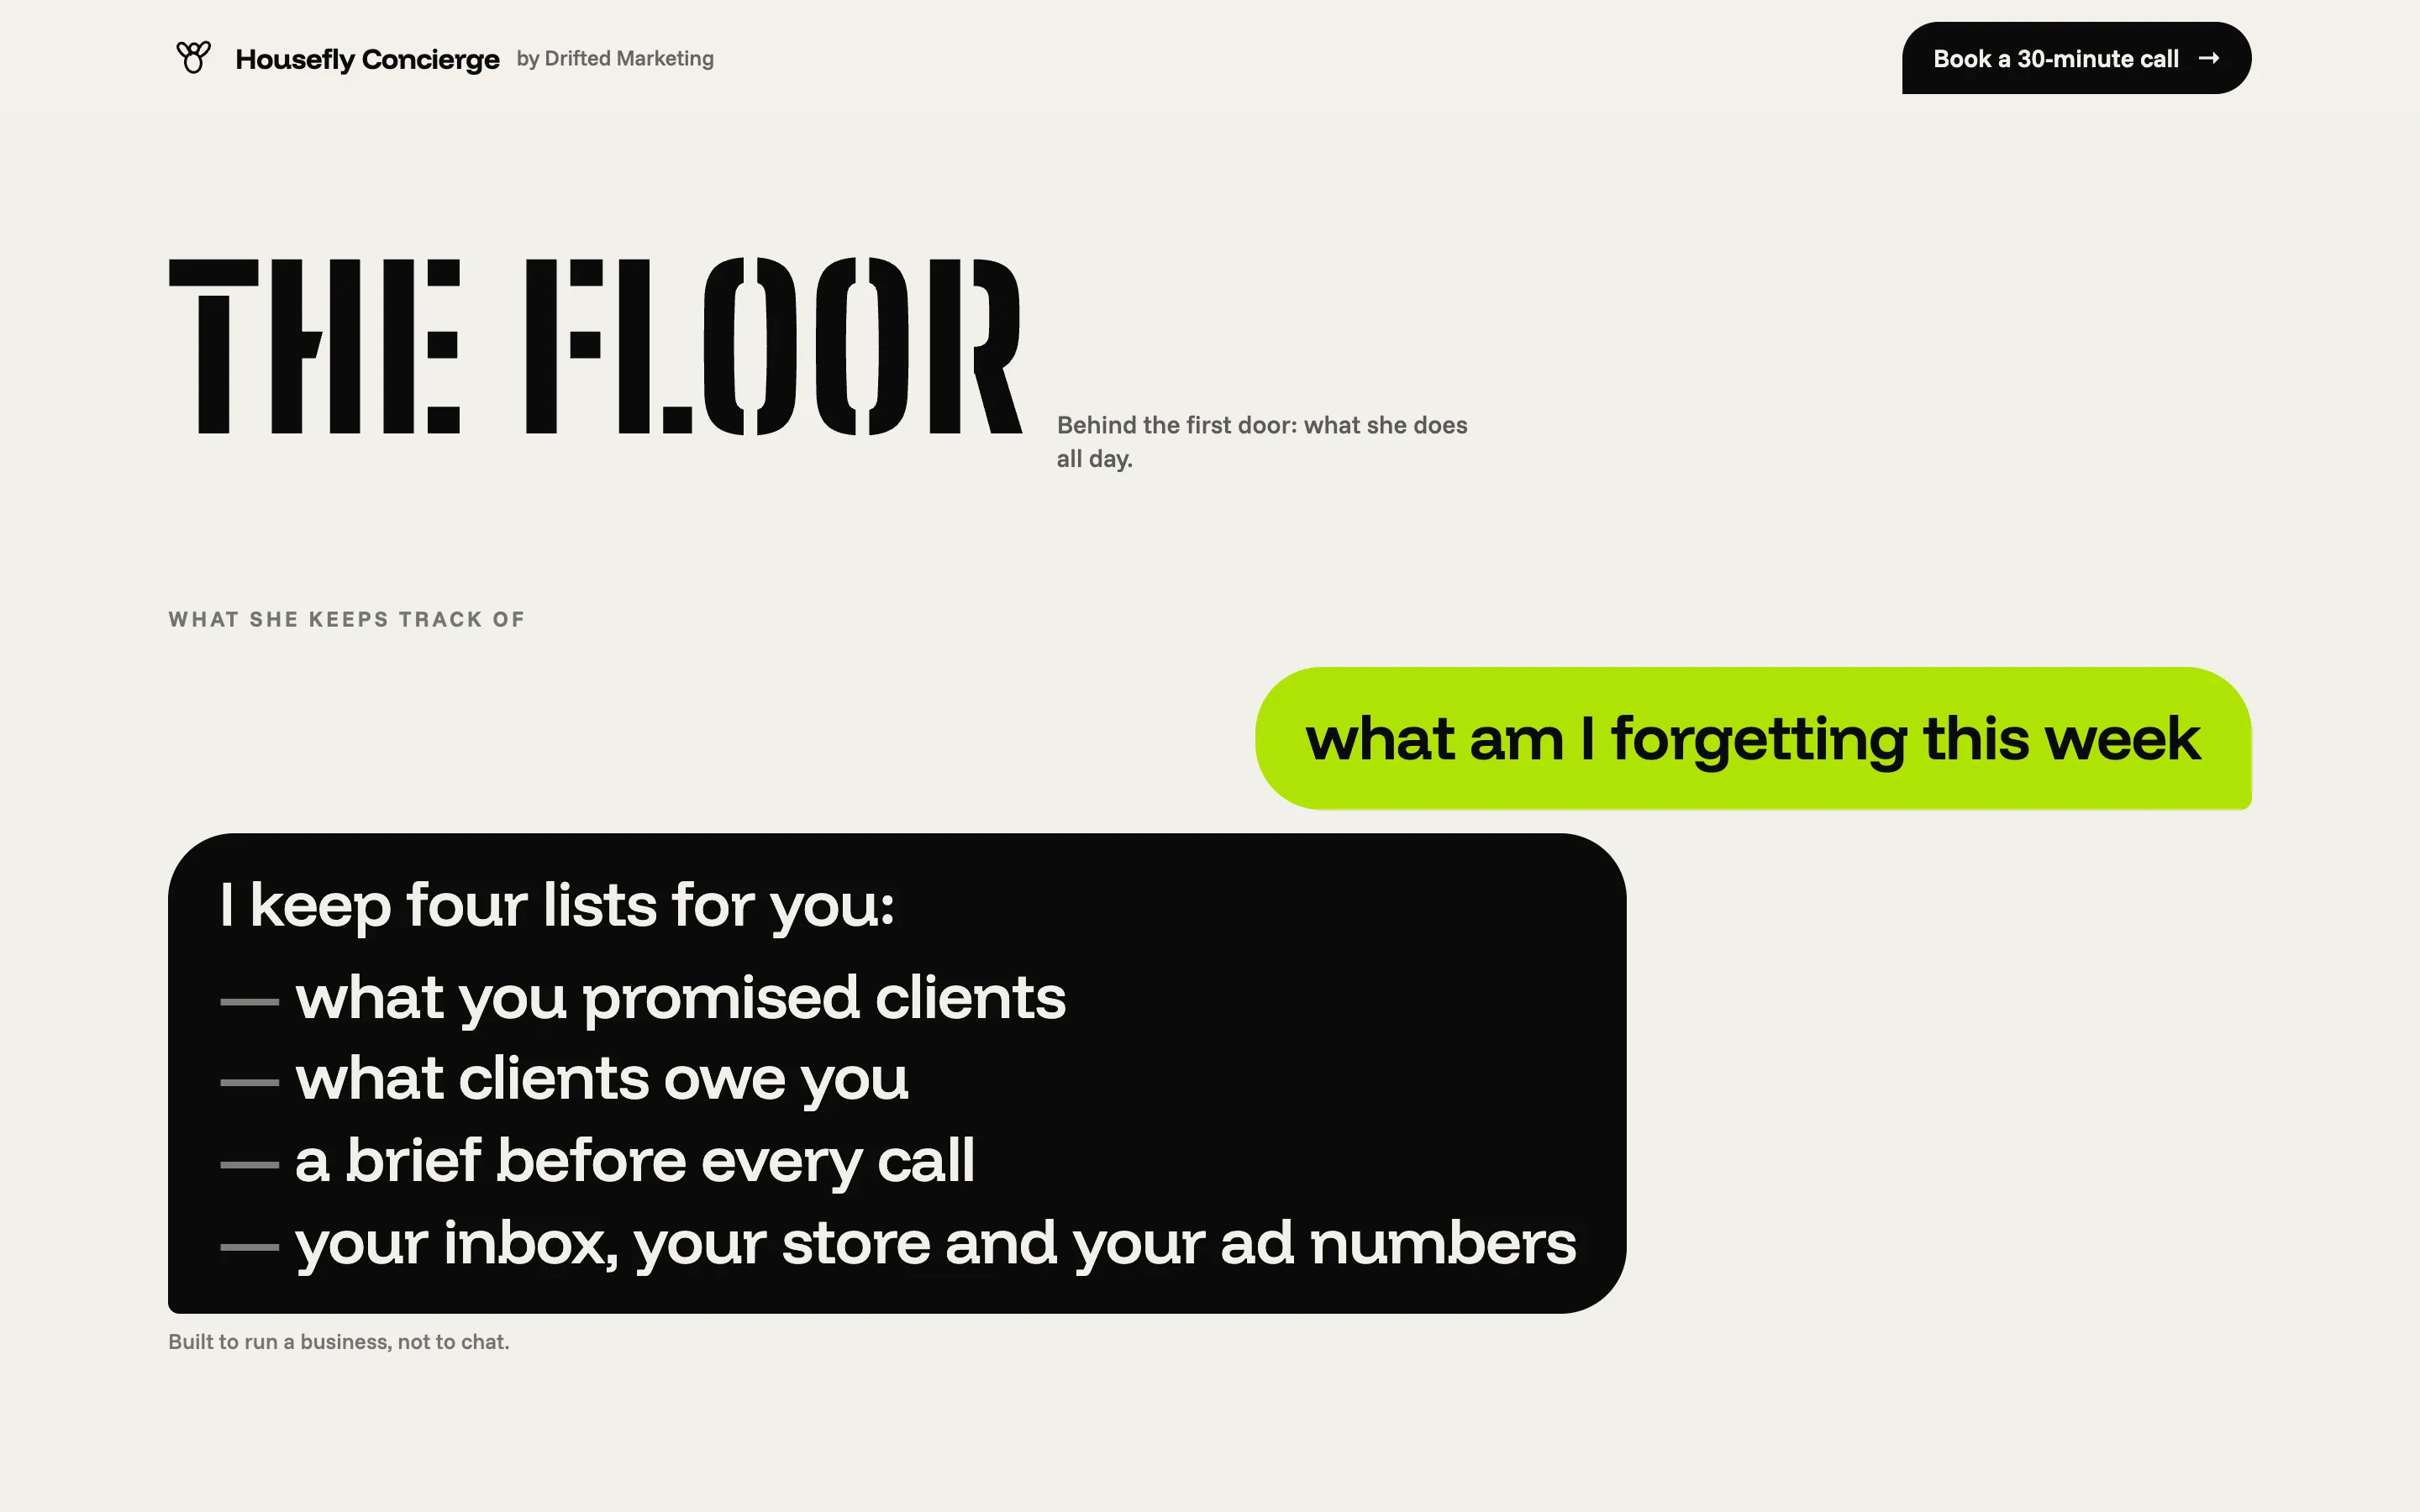 Housefly Concierge by Drifted Marketing
Book a 30-minute call →
THE FLOOR
Behind the first door: what she does
all day.
WHAT SHE KEEPS TRACK OF
what am I forgetting this week
I keep four lists for you:
— what you promised clients
— what clients owe you
— a brief before every call
— your inbox, your store and your ad numbers
Built to run a business, not to chat.